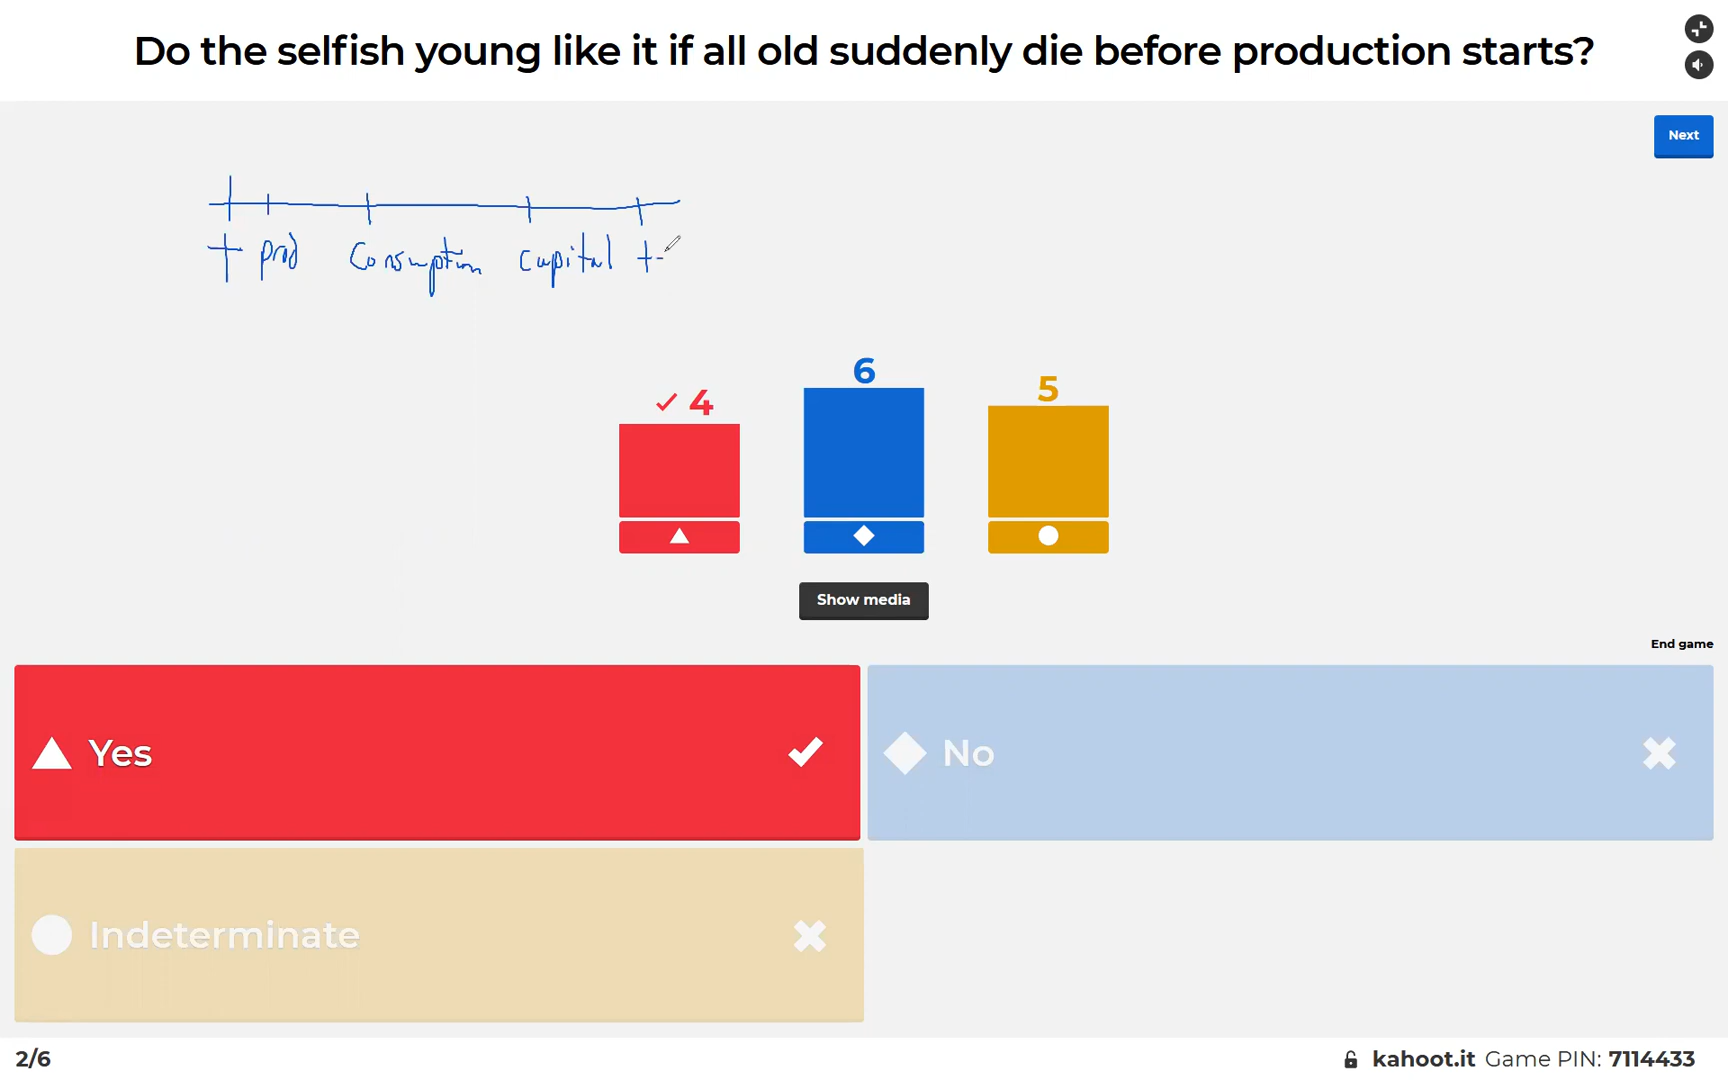 Do the selfish young like it if all old suddenly die before production starts?
Next
t prod Consumption capital t+
4
6
5
Show media
End game
Yes
No
Indeterminate
2/6
kahoot.it Game PIN: 7114433